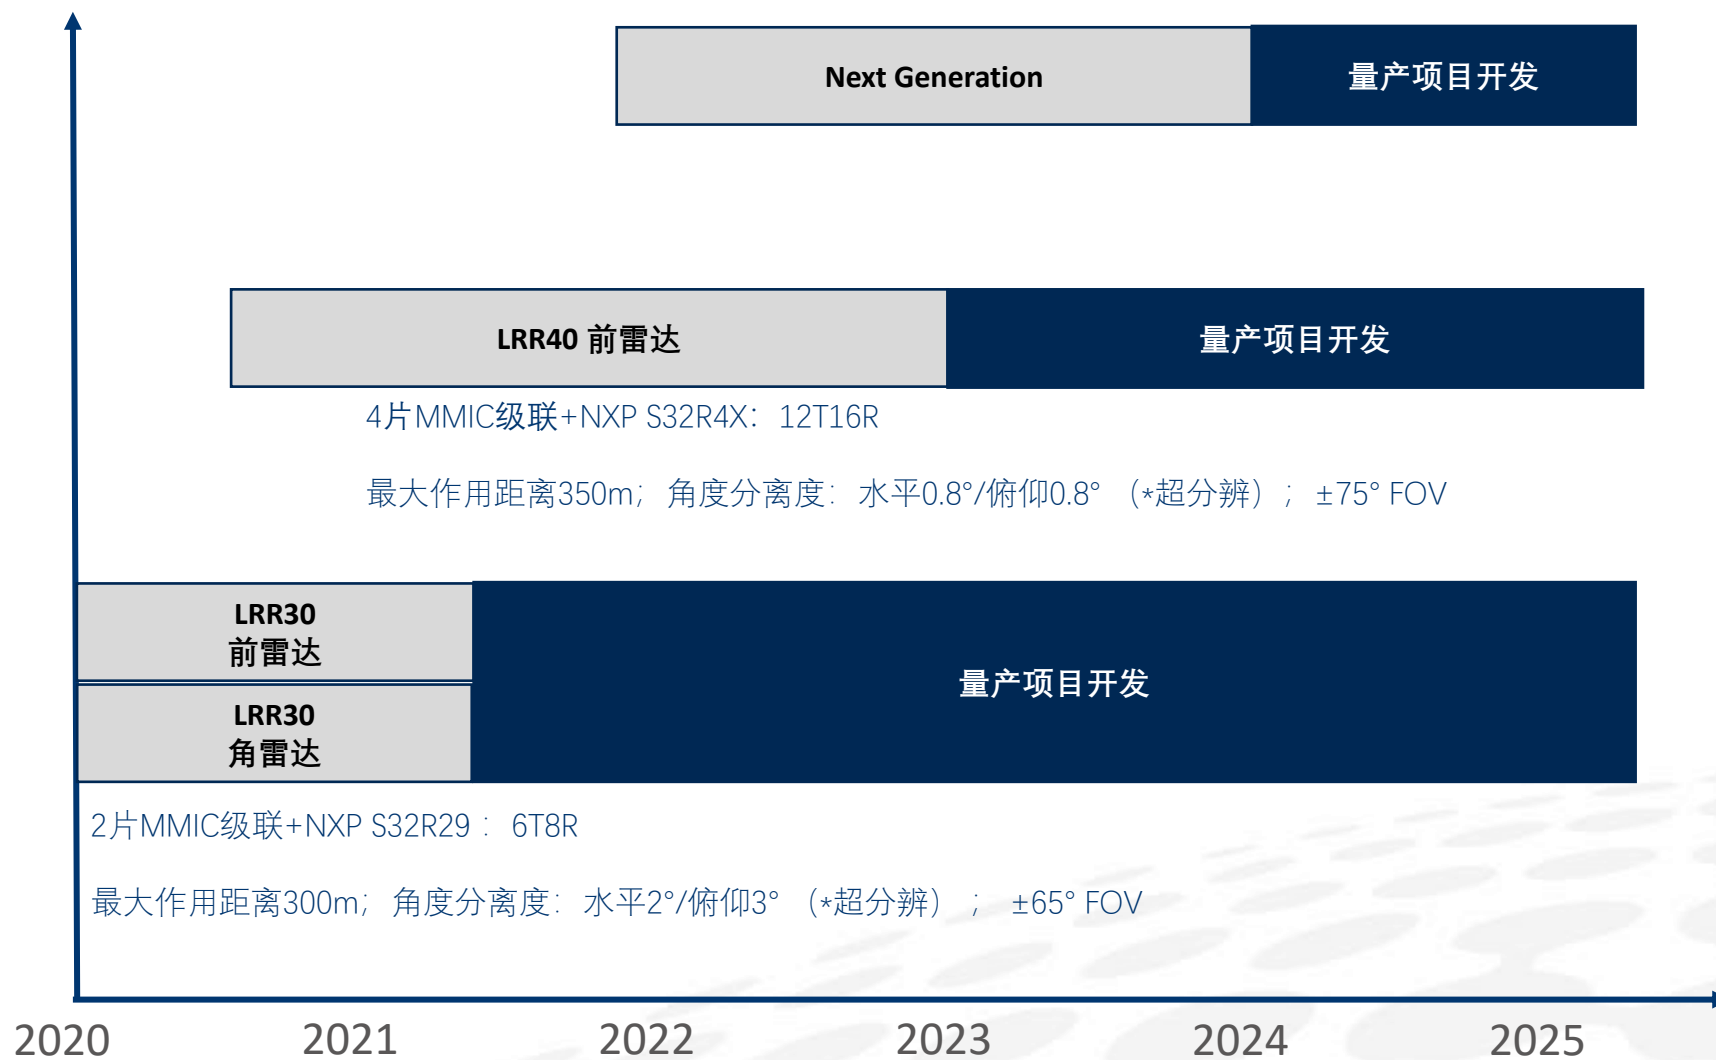 Next Generation
量产项目开发
LRR40 前雷达
量产项目开发
4片MMIC级联+NXP S32R4X：12T16R
最大作用距离350m；角度分离度：水平0.8°/俯仰0.8° （*超分辨）；±75° FOV
LRR30
前雷达
LRR30
角雷达
量产项目开发
2片MMIC级联+NXP S32R29 ：6T8R
最大作用距离300m；角度分离度：水平2°/俯仰3° （*超分辨） ； ±65° FOV
2020 2021 2022 2023 2024 2025